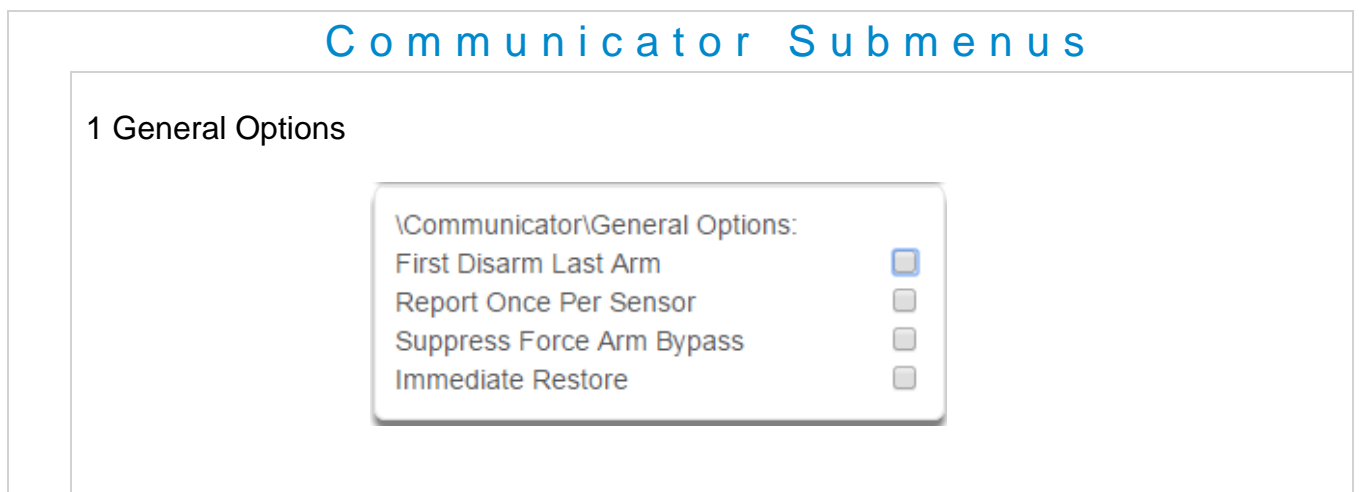 Communicator Submenus
1 General Options
\Communicator\General Options:
First Disarm Last Arm
Report Once Per Sensor
Suppress Force Arm Bypass
Immediate Restore